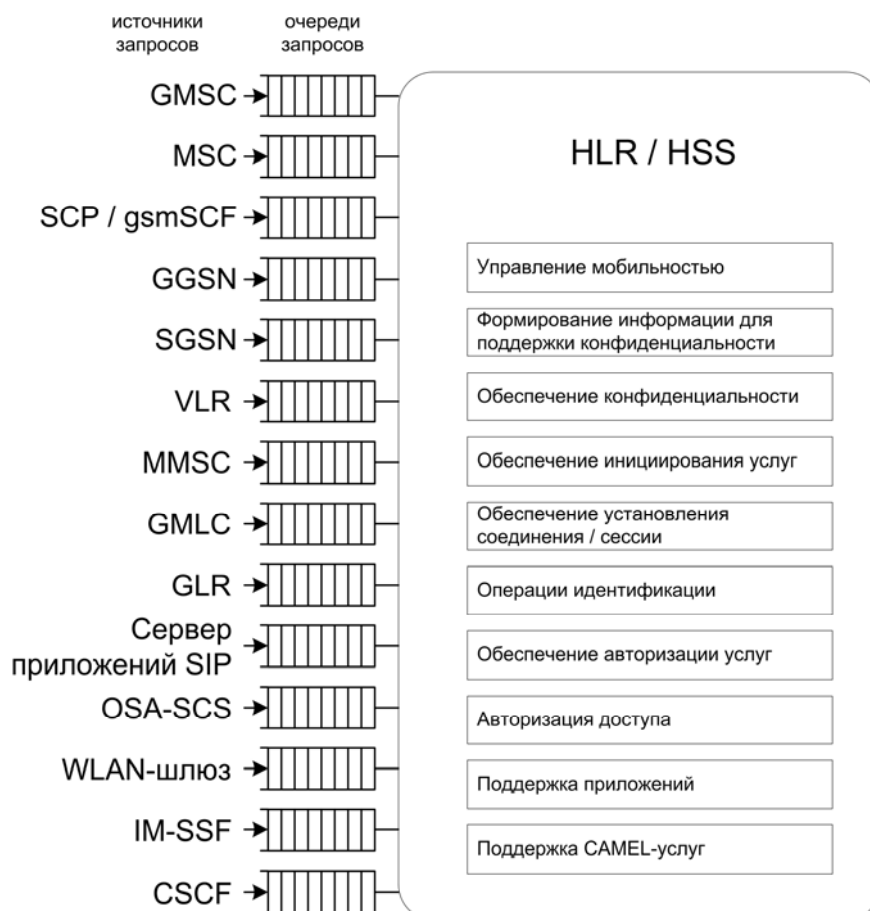 источники
запросов
очереди
запросов
GMSC
MSC
SCP / gsmSCF
GGSN
SGSN
VLR
MMSC
GMLC
GLR
Сервер
приложений SIP
OSA-SCS
WLAN-шлюз
IM-SSF
CSCF
HLR / HSS
Управление мобильностью
Формирование информации для
поддержки конфиденциальности
Обеспечение конфиденциальности
Обеспечение инициирования услуг
Обеспечение установления
соединения / сессии
Операции идентификации
Обеспечение авторизации услуг
Авторизация доступа
Поддержка приложений
Поддержка CAMEL-услуг